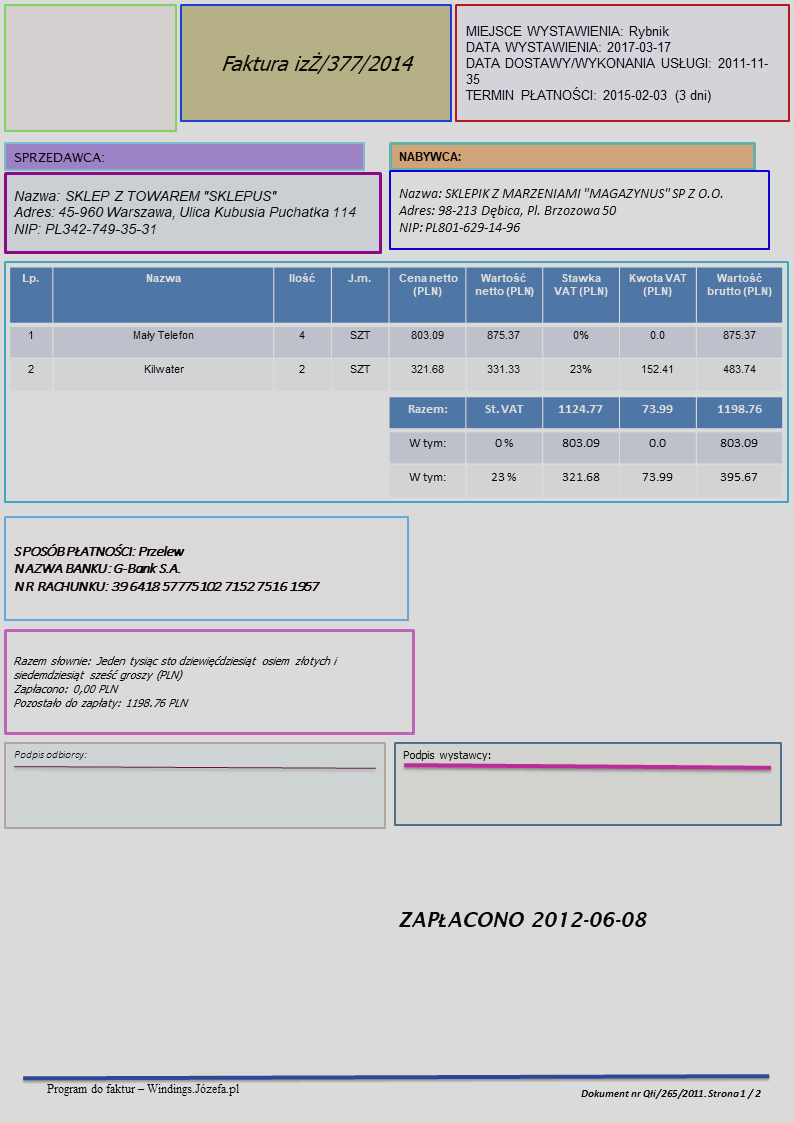 Faktura izŻ/377/2014
MIEJSCE WYSTAWIENIA: Rybnik
DATA WYSTAWIENIA: 2017-03-17
DATA DOSTAWY/WYKONANIA USŁUGI: 2011-11-
35
TERMIN PŁATNOŚCI: 2015-02-03 (3 dni)
SPRZEDAWCA:
Nazwa: SKLEP Z TOWAREM "SKLEPUS"
Adres: 45-960 Warszawa, Ulica Kubusia Puchatka 114
NIP: PL342-749-35-31
NABYWCA:
Nazwa: SKLEPIK Z MARZENIAMI "MAGAZYNUS" SP Z O.O.
Adres: 98-213 Dębica, Pl. Brzozowa 50
NIP: PL801-629-14-96
Lp. Nazwa Ilość J.m. Cena netto (PLN) Wartość netto (PLN) Stawka VAT (PLN) Kwota VAT (PLN) Wartość brutto (PLN)
1 Mały Telefon 4 SZT 803.09 875.37 0% 0.0 875.37
2 Kilwater 2 SZT 321.68 331.33 23% 152.41 483.74
Razem: St. VAT 1124.77 73.99 1198.76
W tym: 0 % 803.09 0.0 803.09
W tym: 23 % 321.68 73.99 395.67
SPOSÓB PŁATNOŚCI: Przelew
NAZWA BANKU: G-Bank S.A.
NR RACHUNKU: 39 6418 5777 5102 7152 7516 1957
Razem słownie: Jeden tysiąc sto dziewięćdziesiąt osiem złotych i
siedemdziesiąt sześć groszy (PLN)
Zapłacono: 0,00 PLN
Pozostało do zapłaty: 1198.76 PLN
Podpis odbiorcy:
Podpis wystawcy:
ZAPŁACONO 2012-06-08
Program do faktur – Windings.Józefa.pl
Dokument nr Qłi/265/2011. Strona 1 / 2